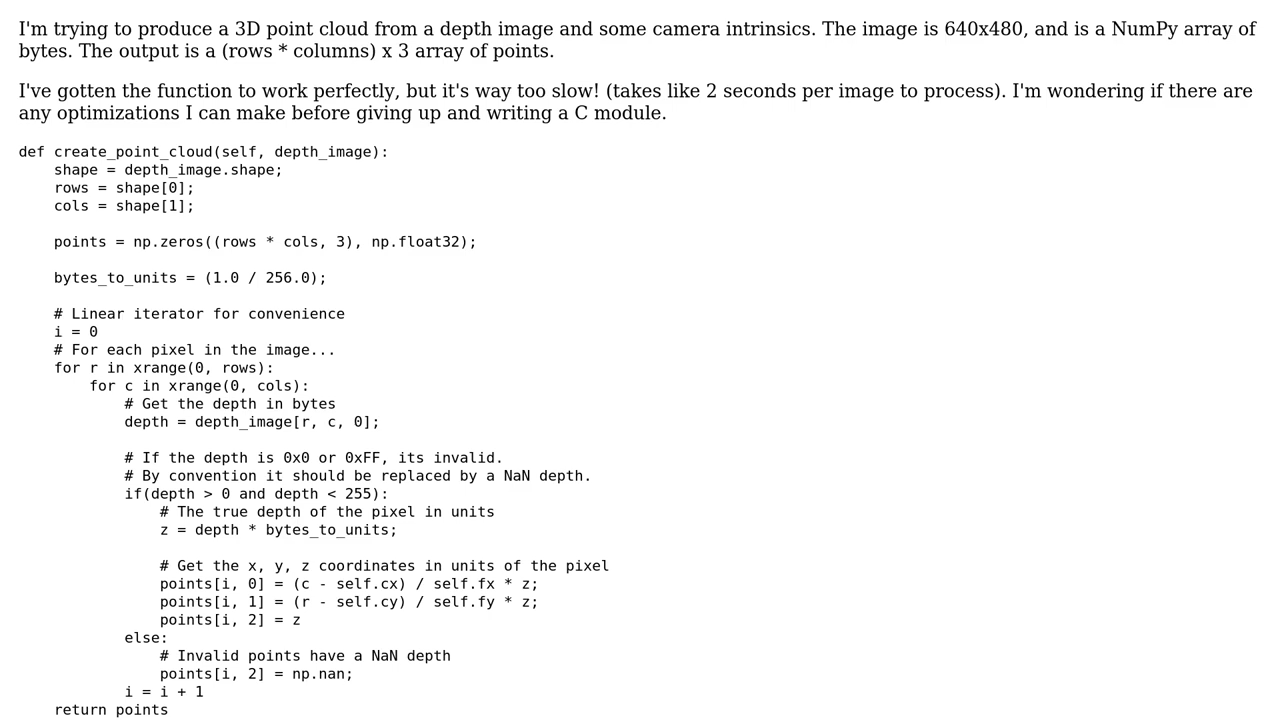 I'm trying to produce a 3D point cloud from a depth image and some camera intrinsics. The image is 640x480, and is a NumPy array of
bytes. The output is a (rows * columns) x 3 array of points.
I've gotten the function to work perfectly, but it's way too slow! (takes like 2 seconds per image to process). I'm wondering if there are
any optimizations I can make before giving up and writing a C module.
def create_point_cloud(self, depth_image):
    shape = depth_image.shape;
    rows = shape[0];
    cols = shape[1];
    points = np.zeros((rows * cols, 3), np.float32);
    bytes_to_units = (1.0 / 256.0);
    # Linear iterator for convenience
    i = 0
    # For each pixel in the image...
    for r in xrange(0, rows):
        for c in xrange(0, cols):
            # Get the depth in bytes
            depth = depth_image[r, c, 0];
            # If the depth is 0x0 or 0xFF, its invalid.
            # By convention it should be replaced by a NaN depth.
            if(depth > 0 and depth < 255):
                # The true depth of the pixel in units
                z = depth * bytes_to_units;
                # Get the x, y, z coordinates in units of the pixel
                points[i, 0] = (c - self.cx) / self.fx * z;
                points[i, 1] = (r - self.cy) / self.fy * z;
                points[i, 2] = z
            else:
                # Invalid points have a NaN depth
                points[i, 2] = np.nan;
            i = i + 1
    return points